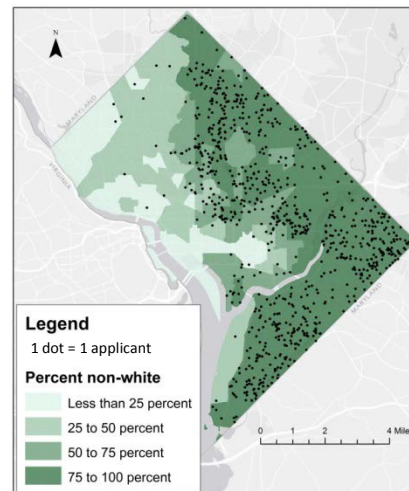 N
MARYLAND
VIRGINIA
MARYLAND
Legend
1 dot = 1 applicant
Percent non-white
Less than 25 percent
25 to 50 percent
50 to 75 percent
75 to 100 percent
0 2 4 Mile